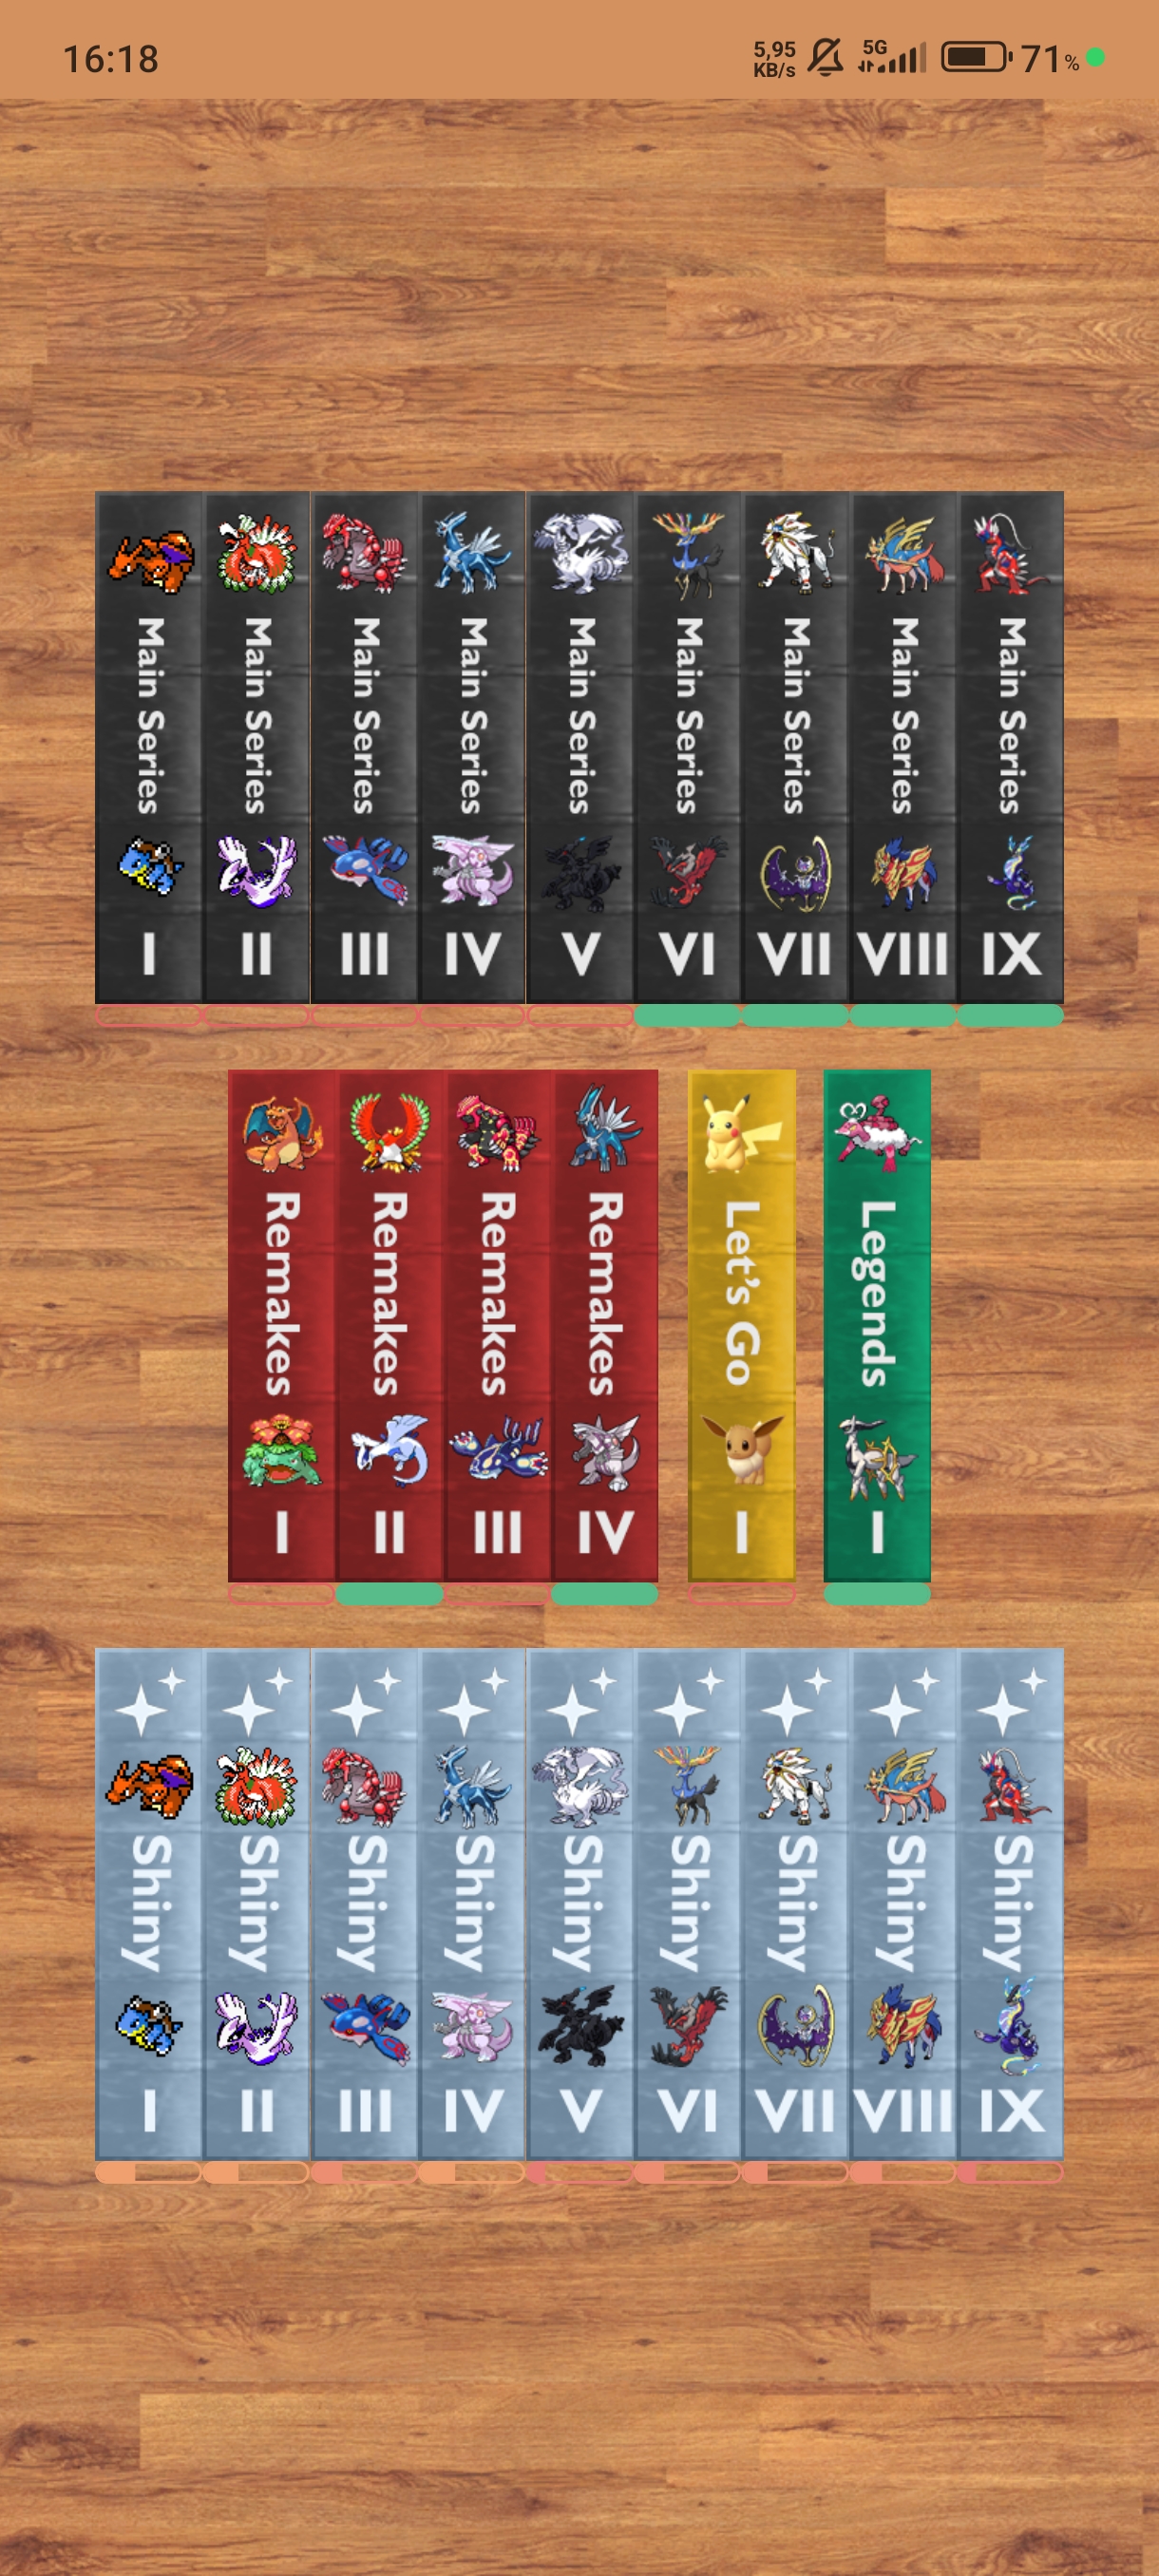 16:18
5,95
KB/s
5G
71%
Main Series I
Main Series II
Main Series III
Main Series IV
Main Series V
Main Series VI
Main Series VII
Main Series VIII
Main Series IX
Remakes I
Remakes II
Remakes III
Remakes IV
Let's Go I
Legends I
Shiny I
Shiny II
Shiny III
Shiny IV
Shiny V
Shiny VI
Shiny VII
Shiny VIII
Shiny IX